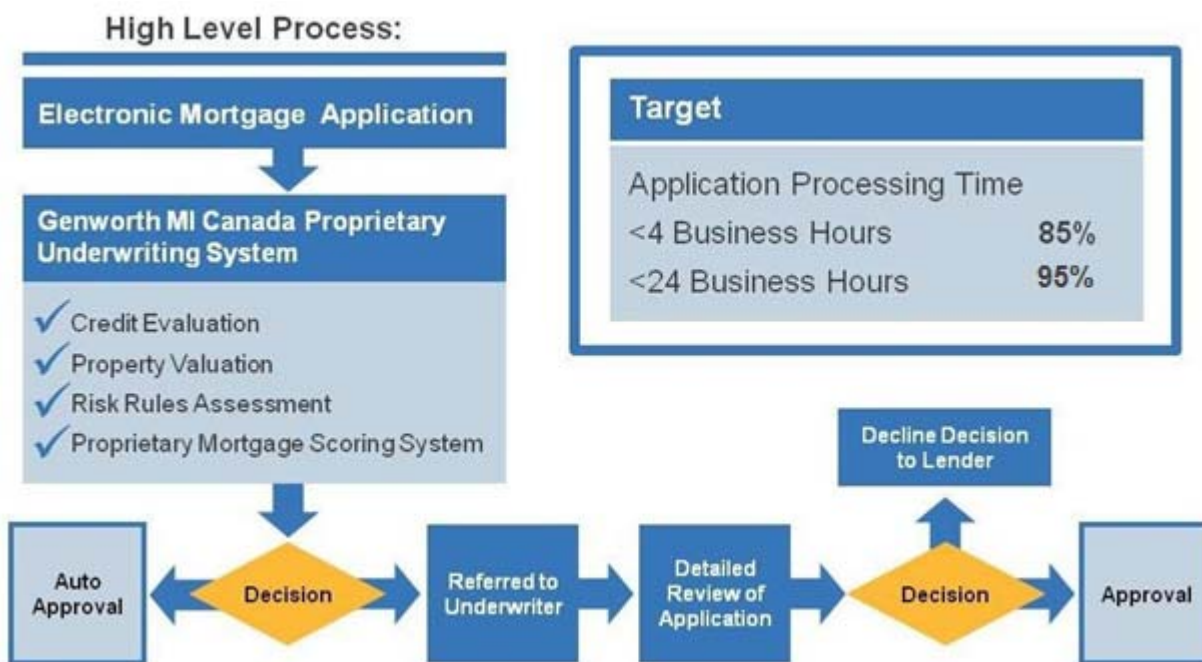 High Level Process:
Electronic Mortgage Application
Genworth MI Canada Proprietary
Underwriting System
Credit Evaluation
Property Valuation
Risk Rules Assessment
Proprietary Mortgage Scoring System
Target
Application Processing Time
<4 Business Hours 85%
<24 Business Hours 95%
Auto
Approval
Decision
Referred to
Underwriter
Detailed
Review of
Application
Decision
Decline Decision
to Lender
Approval